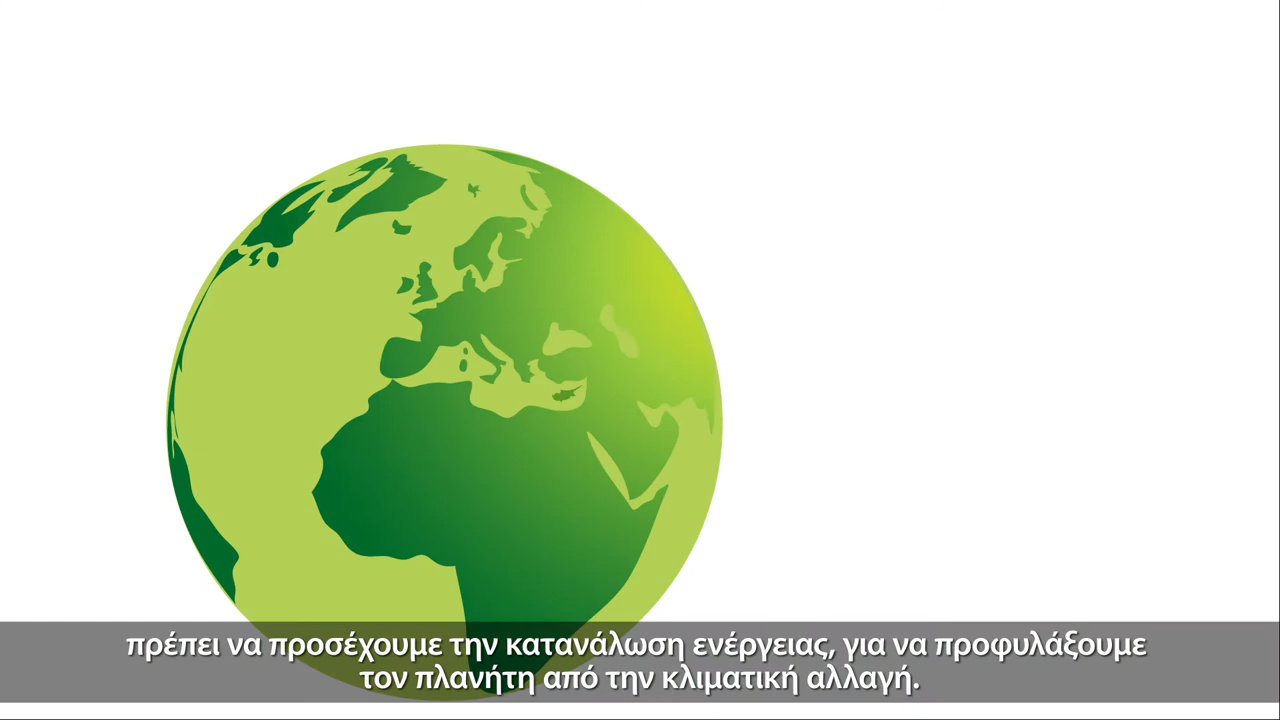 πρέπει να προσέχουμε την κατανάλωση ενέργειας, για να προφυλάξουμε
τον πλανήτη από την κλιματική αλλαγή.